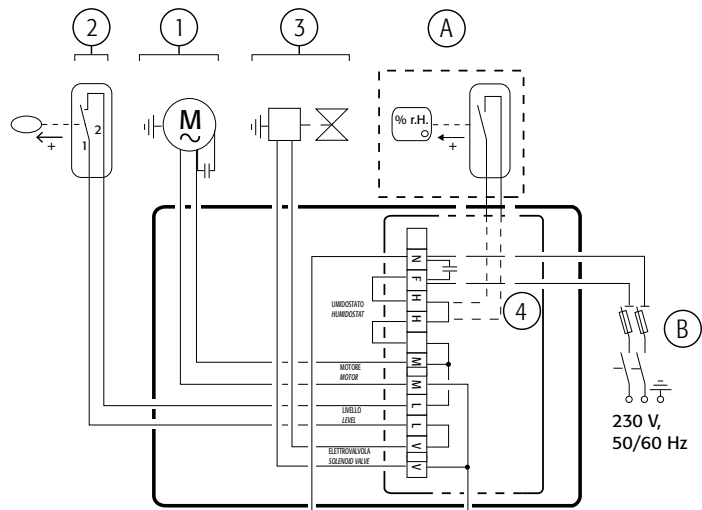 2
1
3
A
% r.H.
+
M
2
1
+
N
F
H
H
M
M
L
L
V
V
UMIDOSTATO
HUMIDOSTAT
4
B
MOTORE
MOTOR
LIVELLO
LEVEL
ELETTROVALVOLA
SOLENOID VALVE
230 V,
50/60 Hz